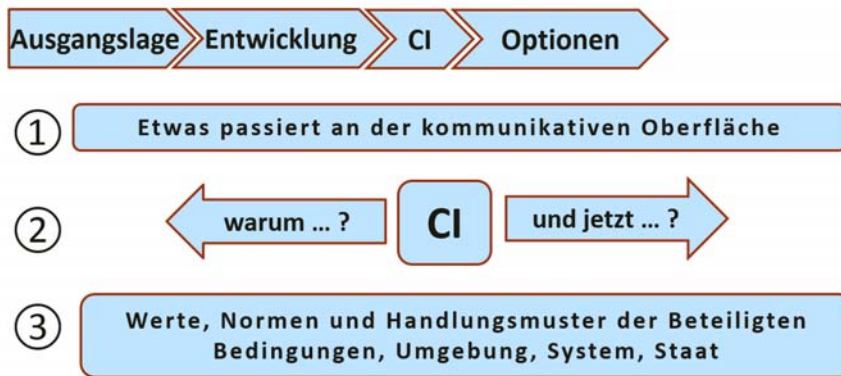 Ausgangslage Entwicklung CI Optionen
① Etwas passiert an der kommunikativen Oberfläche
② warum ... ? CI und jetzt ... ?
③ Werte, Normen und Handlungsmuster der Beteiligten
Bedingungen, Umgebung, System, Staat